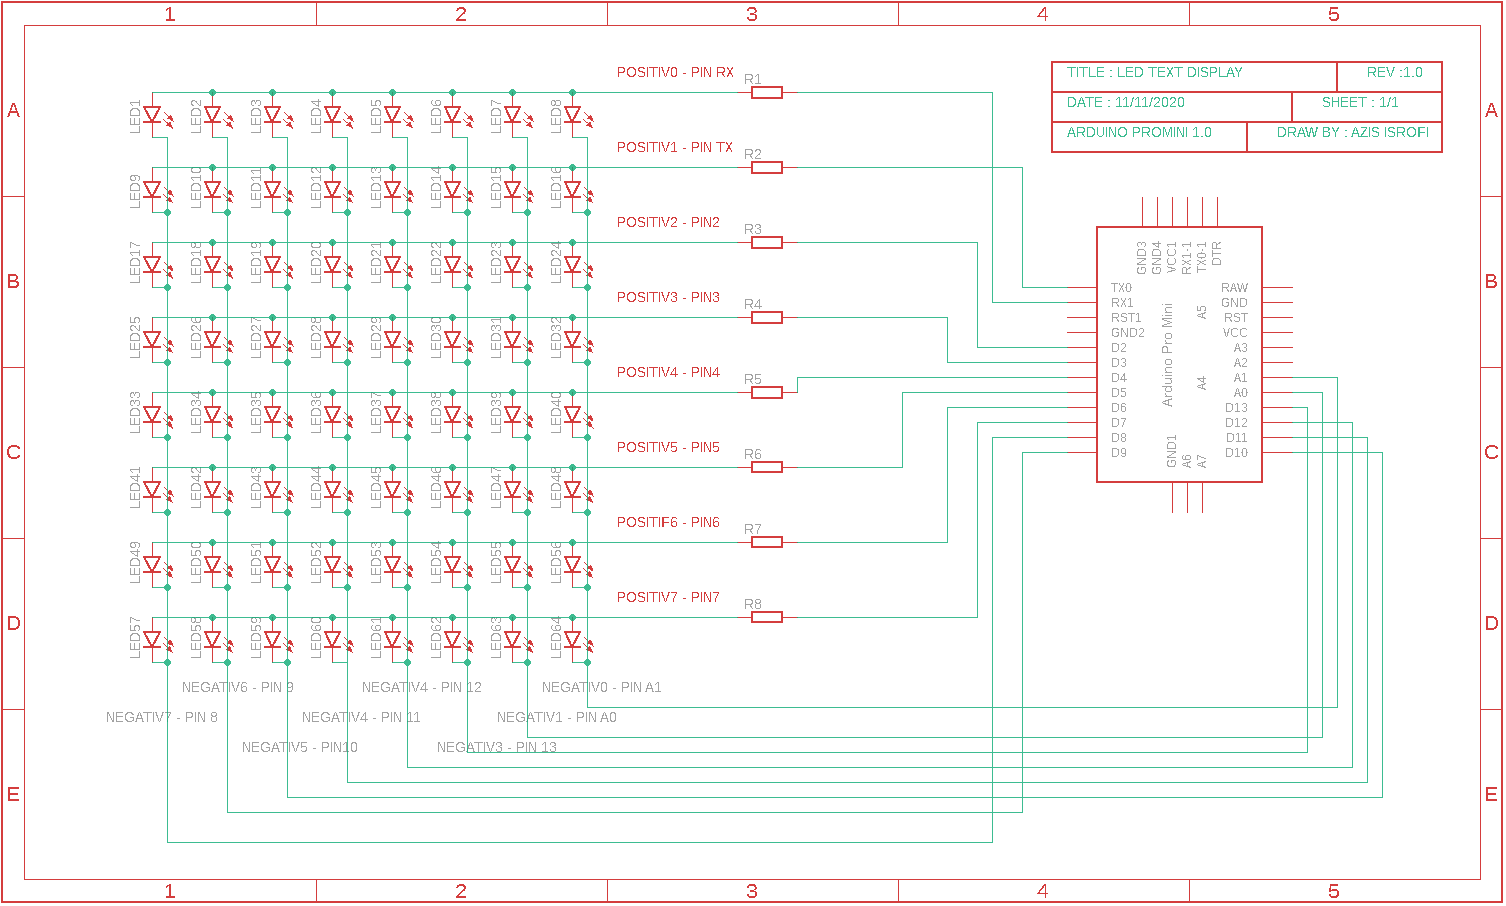 1 2 3 4 5
POSITIV0 - PIN RX R1
TITLE : LED TEXT DISPLAY REV :1.0
DATE : 11/11/2020 SHEET : 1/1
ARDUINO PROMINI 1.0 DRAW BY : AZIS ISROFI
A A
LED1 LED2 LED3 LED4 LED5 LED6 LED7 LED8
POSITIV1 - PIN TX R2
LED9 LED10 LED11 LED12 LED13 LED14 LED15 LED16
POSITIV2 - PIN2 R3
LED17 LED18 LED19 LED20 LED21 LED22 LED23 LED24
GND3 GND4 VCC1 RX1-1 TX0-1 DTR
B B
TX0 RAW
RX1 GND
RST1 RST
GND2 VCC
D2 A3
D3 A2
D4 A1
D5 A0
D6 D13
D7 D12
D8 D11
D9 D10
Arduino Pro Mini
A5
A4
GND1 A6 A7
POSITIV3 - PIN3 R4
LED25 LED26 LED27 LED28 LED29 LED30 LED31 LED32
POSITIV4 - PIN4 R5
LED33 LED34 LED35 LED36 LED37 LED38 LED39 LED40
C C
POSITIV5 - PIN5 R6
LED41 LED42 LED43 LED44 LED45 LED46 LED47 LED48
POSITIF6 - PIN6 R7
LED49 LED50 LED51 LED52 LED53 LED54 LED55 LED56
POSITIV7 - PIN7 R8
LED57 LED58 LED59 LED60 LED61 LED62 LED63 LED64
D D
NEGATIV6 - PIN 9 NEGATIV4 - PIN 12 NEGATIV0 - PIN A1
NEGATIV7 - PIN 8 NEGATIV4 - PIN 11 NEGATIV1 - PIN A0
NEGATIV5 - PIN10 NEGATIV3 - PIN 13
E E
1 2 3 4 5